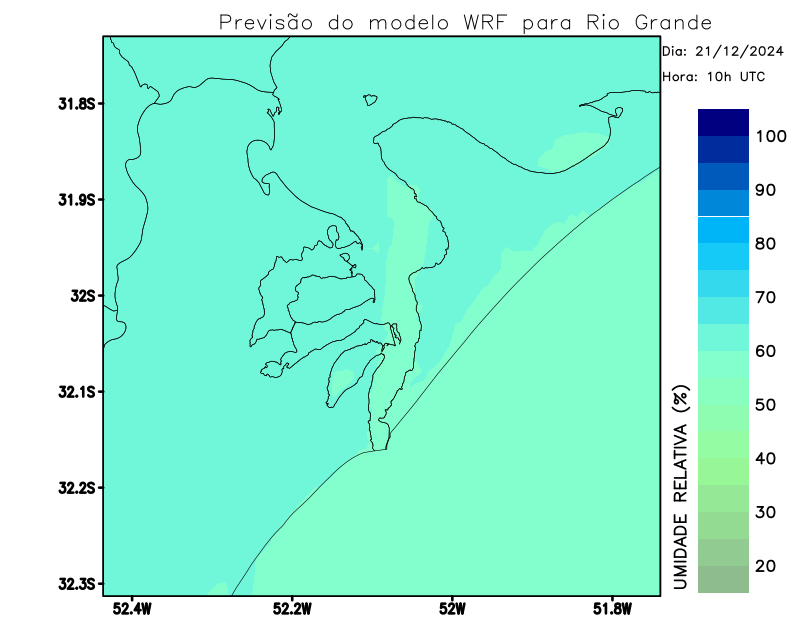 Previsão do modelo WRF para Rio Grande
Dia: 21/12/2024
Hora: 10h UTC
31.8S
31.9S
32S
32.1S
32.2S
32.3S
52.4W 52.2W 52W 51.8W
100
90
80
70
60
50
40
30
20
UMIDADE RELATIVA (%)